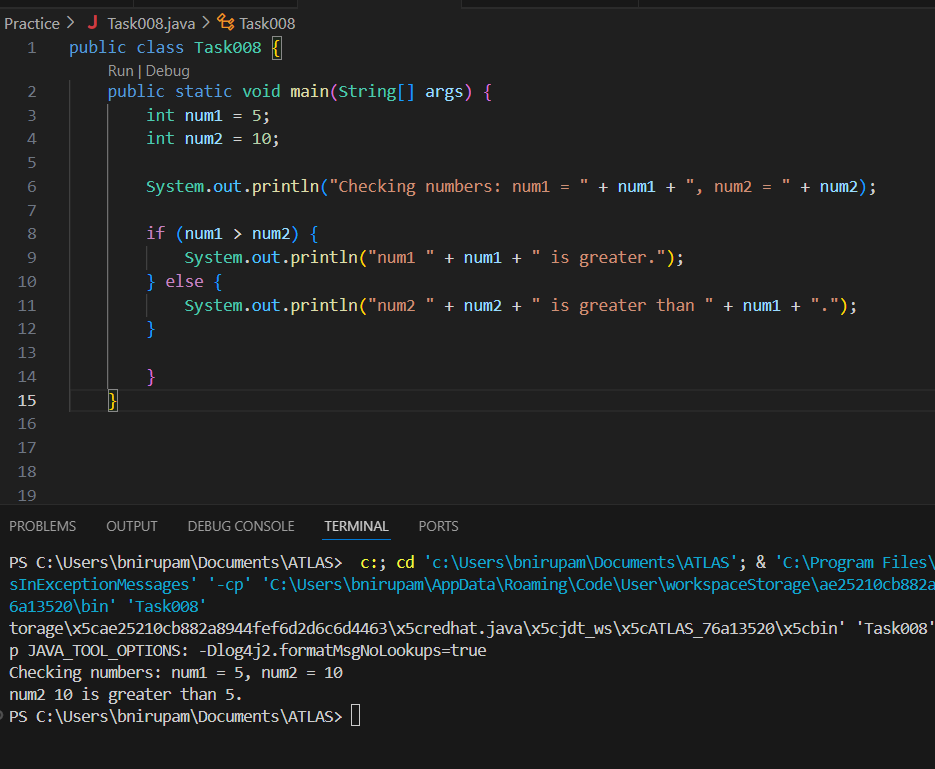 Practice > J Task008.java > Task008
1 public class Task008 {
Run | Debug
2 public static void main(String[] args) {
3 int num1 = 5;
4 int num2 = 10;
5
6 System.out.println("Checking numbers: num1 = " + num1 + ", num2 = " + num2);
7
8 if (num1 > num2) {
9 System.out.println("num1 " + num1 + " is greater.");
10 } else {
11 System.out.println("num2 " + num2 + " is greater than " + num1 + ".");
12 }
13
14 }
15 }
16
17
18
19
PROBLEMS OUTPUT DEBUG CONSOLE TERMINAL PORTS
PS C:\Users\bnirupam\Documents\ATLAS>  c:; cd 'c:\Users\bnirupam\Documents\ATLAS'; & 'C:\Program Files\
sInExceptionMessages' '-cp' 'C:\Users\bnirupam\AppData\Roaming\Code\User\workspaceStorage\ae25210cb882a
6a13520\bin' 'Task008'
torage\x5cae25210cb882a8944fef6d2d6c6d4463\x5credhat.java\x5cjdt_ws\x5cATLAS_76a13520\x5cbin' 'Task008'
p JAVA_TOOL_OPTIONS: -Dlog4j2.formatMsgNoLookups=true
Checking numbers: num1 = 5, num2 = 10
num2 10 is greater than 5.
PS C:\Users\bnirupam\Documents\ATLAS>